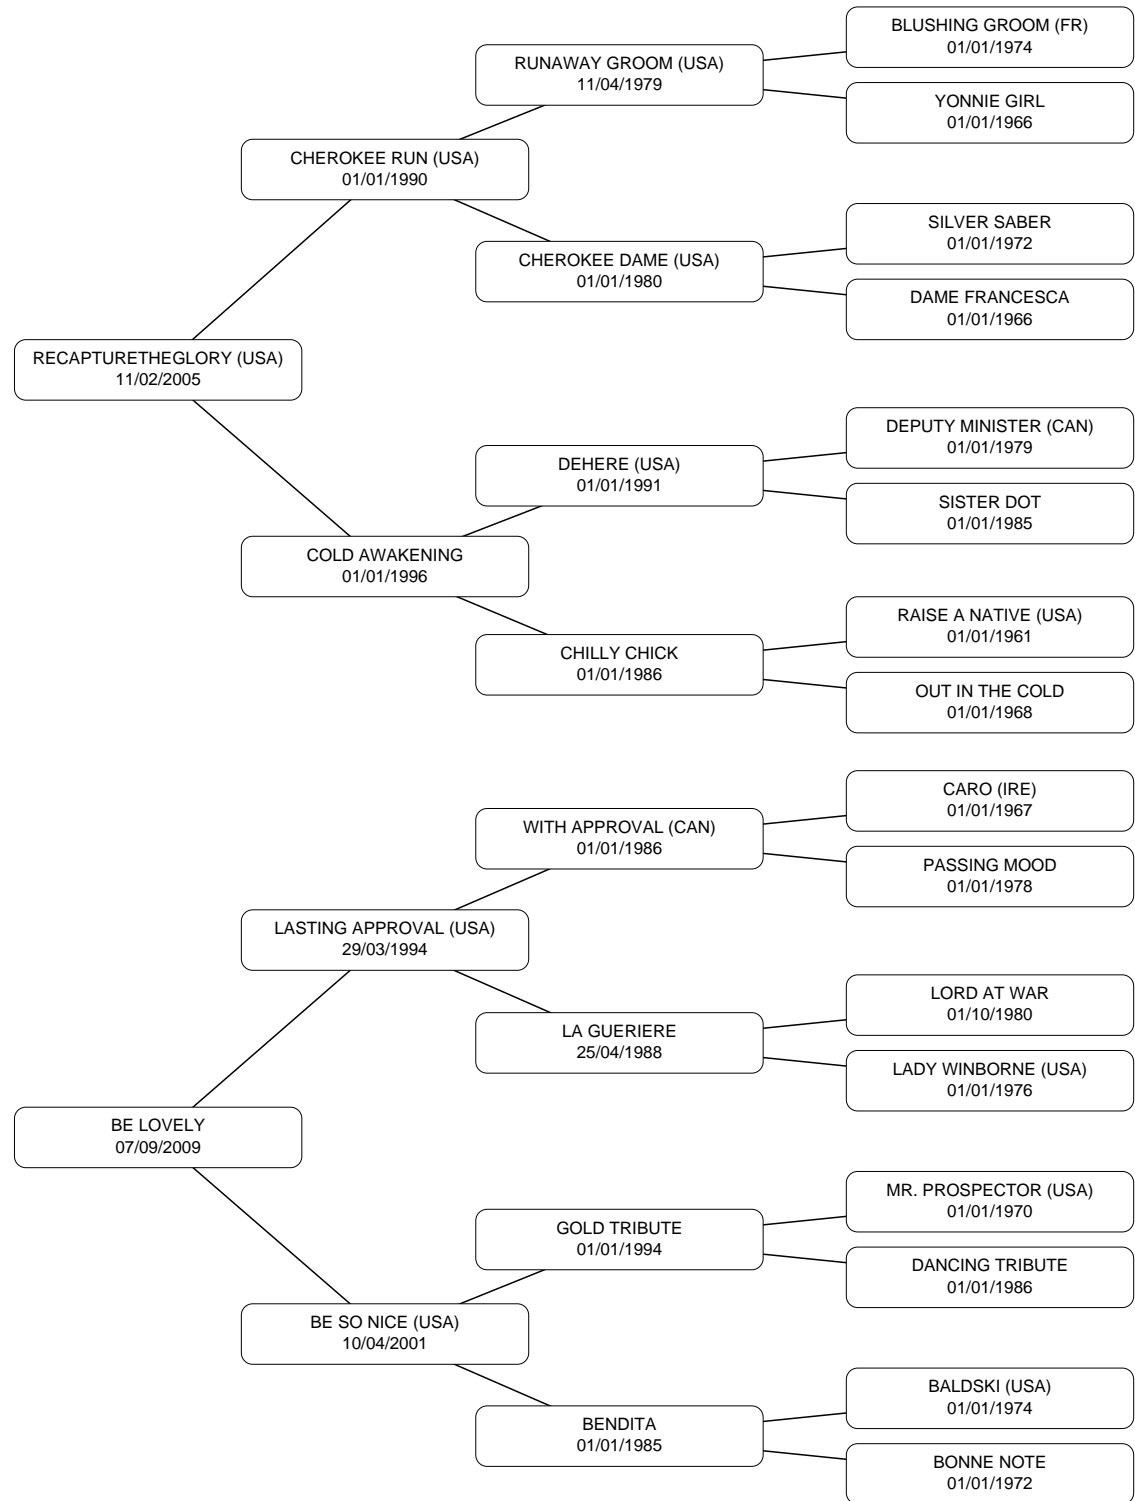 BLUSHING GROOM (FR)
01/01/1974
RUNAWAY GROOM (USA)
11/04/1979
YONNIE GIRL
01/01/1966
CHEROKEE RUN (USA)
01/01/1990
SILVER SABER
01/01/1972
CHEROKEE DAME (USA)
01/01/1980
DAME FRANCESCA
01/01/1966
RECAPTURETHEGLORY (USA)
11/02/2005
DEPUTY MINISTER (CAN)
01/01/1979
DEHERE (USA)
01/01/1991
SISTER DOT
01/01/1985
COLD AWAKENING
01/01/1996
RAISE A NATIVE (USA)
01/01/1961
CHILLY CHICK
01/01/1986
OUT IN THE COLD
01/01/1968
CARO (IRE)
01/01/1967
WITH APPROVAL (CAN)
01/01/1986
PASSING MOOD
01/01/1978
LASTING APPROVAL (USA)
29/03/1994
LORD AT WAR
01/10/1980
LA GUERIERE
25/04/1988
LADY WINBORNE (USA)
01/01/1976
BE LOVELY
07/09/2009
MR. PROSPECTOR (USA)
01/01/1970
GOLD TRIBUTE
01/01/1994
DANCING TRIBUTE
01/01/1986
BE SO NICE (USA)
10/04/2001
BALDSKI (USA)
01/01/1974
BENDITA
01/01/1985
BONNE NOTE
01/01/1972